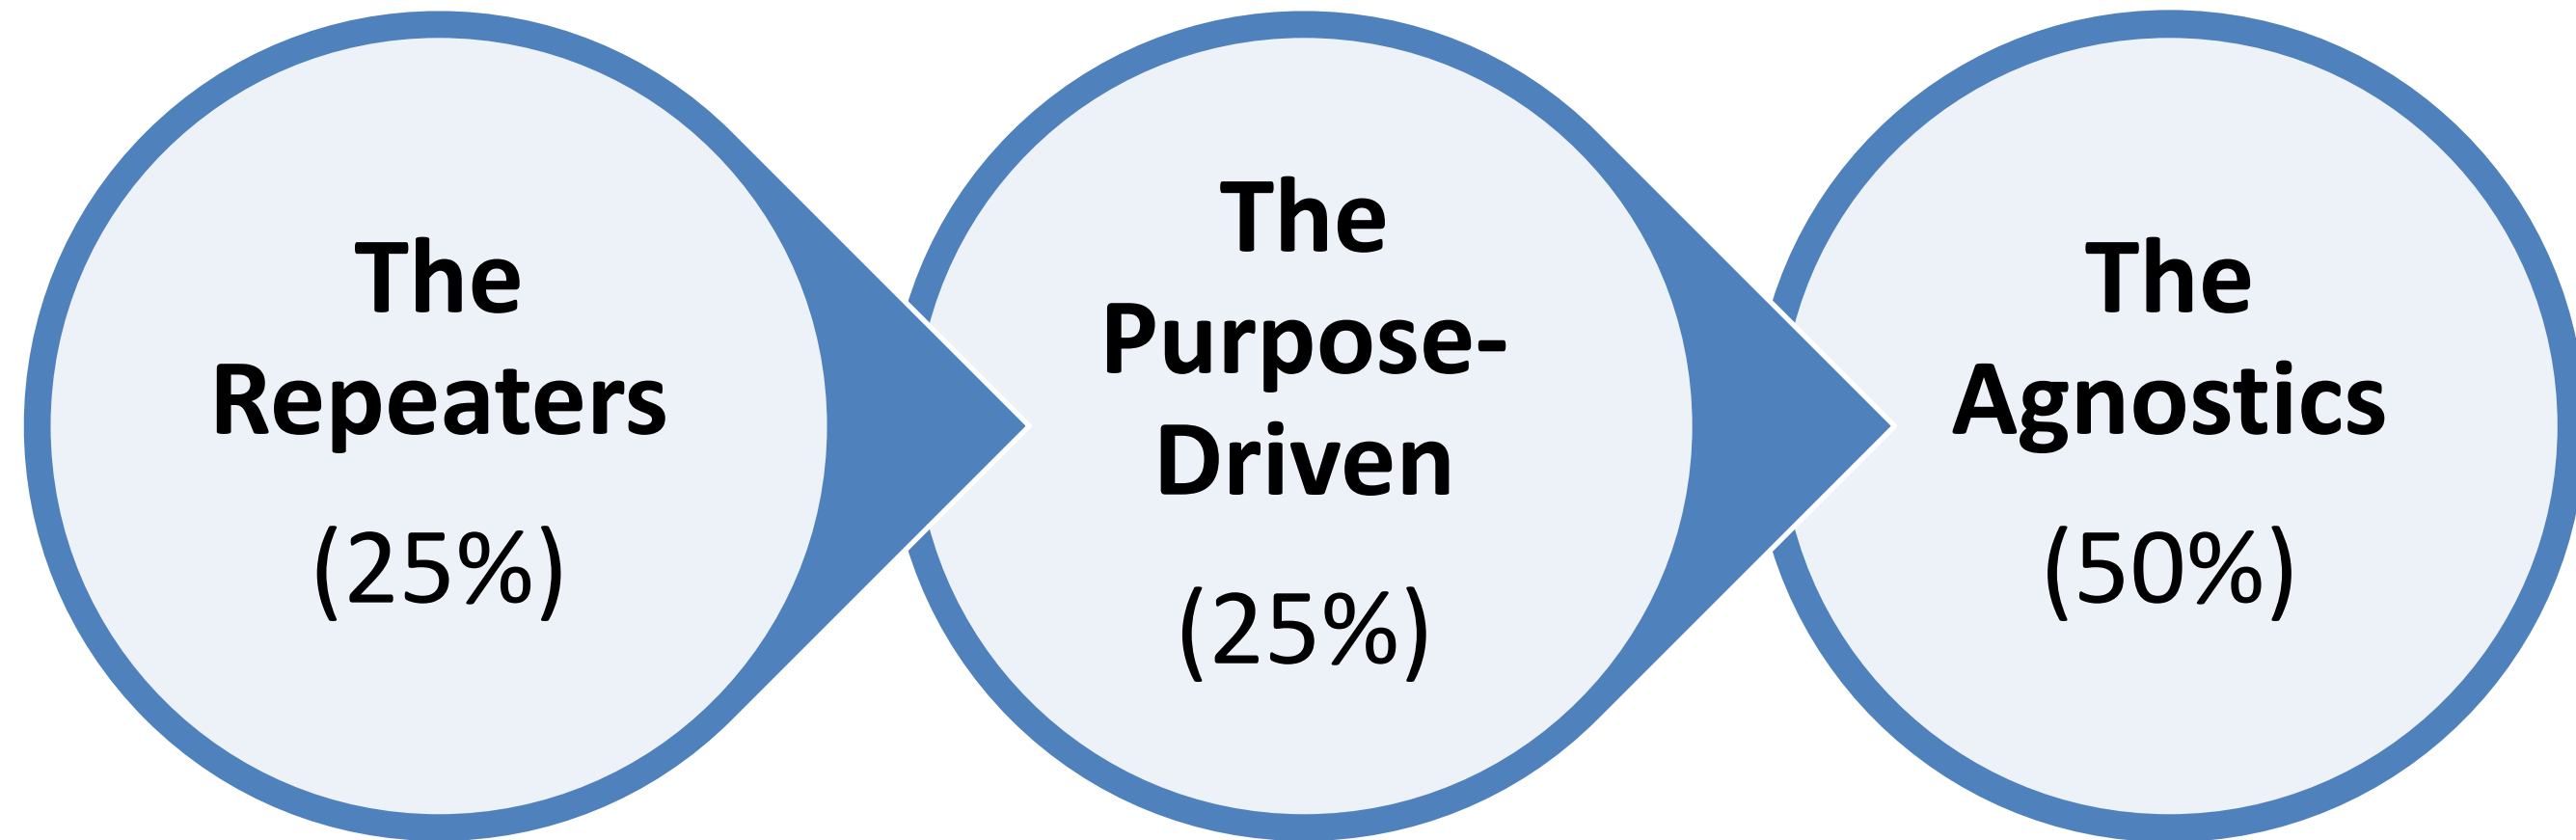 The
Repeaters
(25%)
The
Purpose-
Driven
(25%)
The
Agnostics
(50%)